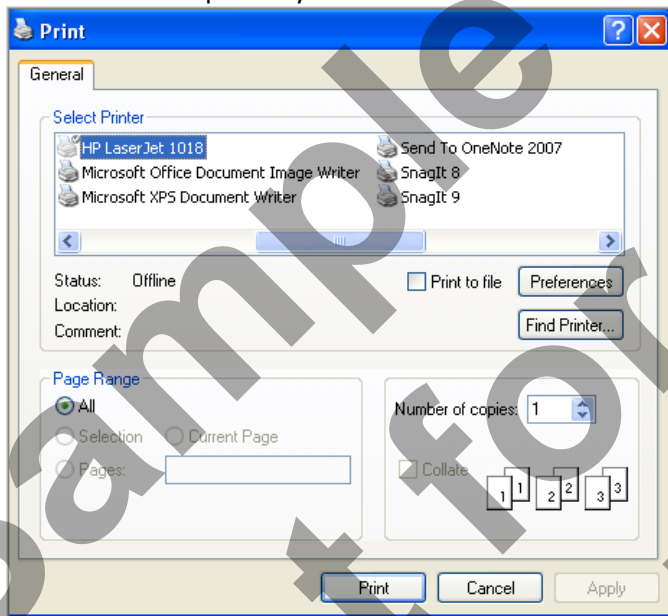 Print
General
Select Printer
HP LaserJet 1018
Send To OneNote 2007
Microsoft Office Document Image Writer
SnagIt 8
Microsoft XPS Document Writer
SnagIt 9
Status: Offline
Print to file
Preferences
Location:
Comment:
Find Printer...
Page Range
All
Number of copies: 1
Selection
Current Page
Pages:
Collate
1 1 2 2 3 3
Print
Cancel
Apply